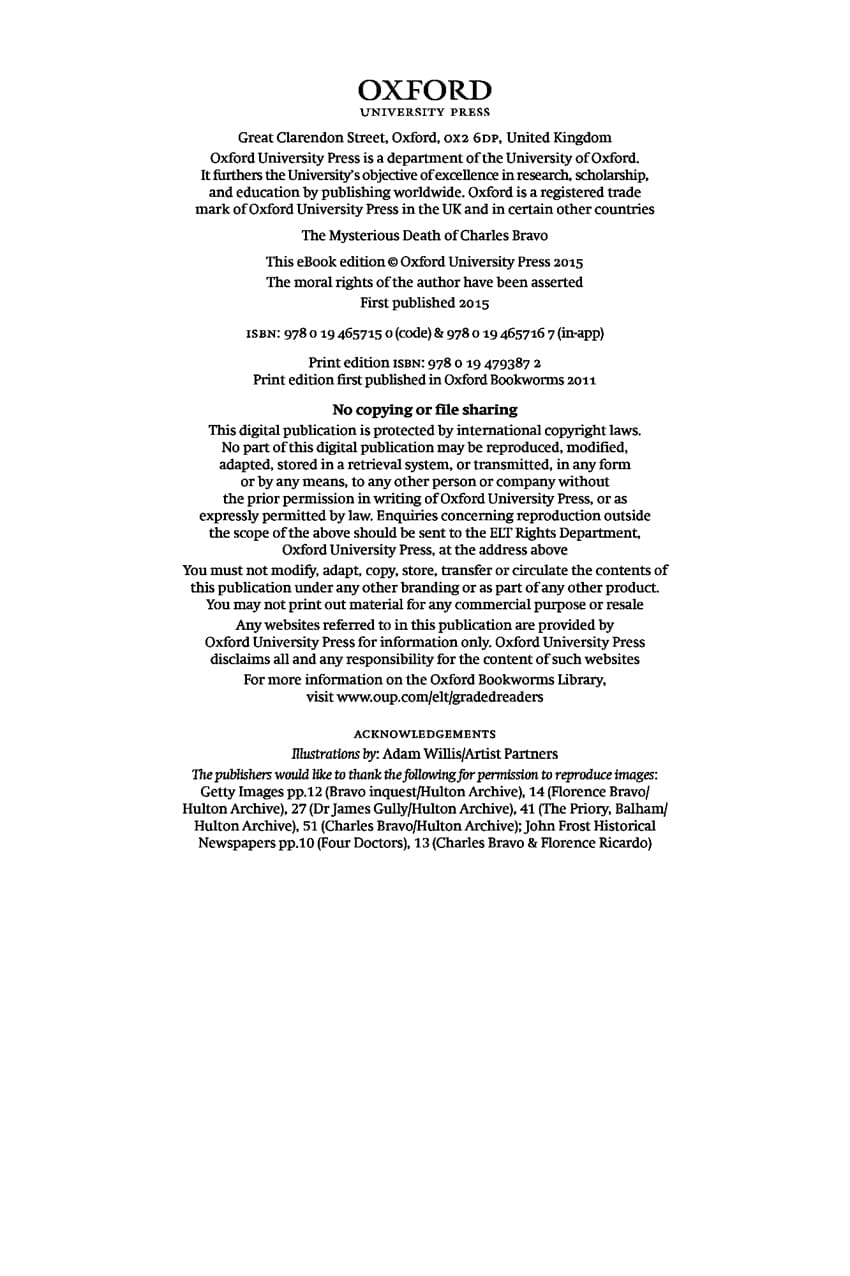 OXFORD
UNIVERSITY PRESS
Great Clarendon Street, Oxford, OX2 6DP, United Kingdom
Oxford University Press is a department of the University of Oxford.
It furthers the University's objective of excellence in research, scholarship,
and education by publishing worldwide. Oxford is a registered trade
mark of Oxford University Press in the UK and in certain other countries
The Mysterious Death of Charles Bravo
This eBook edition © Oxford University Press 2015
The moral rights of the author have been asserted
First published 2015
ISBN: 978 0 19 465715 0 (code) & 978 0 19 465716 7 (in-app)
Print edition ISBN: 978 0 19 479387 2
Print edition first published in Oxford Bookworms 2011
No copying or file sharing
This digital publication is protected by international copyright laws.
No part of this digital publication may be reproduced, modified,
adapted, stored in a retrieval system, or transmitted, in any form
or by any means, to any other person or company without
the prior permission in writing of Oxford University Press, or as
expressly permitted by law. Enquiries concerning reproduction outside
the scope of the above should be sent to the ELT Rights Department,
Oxford University Press, at the address above
You must not modify, adapt, copy, store, transfer or circulate the contents of
this publication under any other branding or as part of any other product.
You may not print out material for any commercial purpose or resale
Any websites referred to in this publication are provided by
Oxford University Press for information only. Oxford University Press
disclaims all and any responsibility for the content of such websites
For more information on the Oxford Bookworms Library,
visit www.oup.com/elt/gradedreaders
ACKNOWLEDGEMENTS
Illustrations by: Adam Willis/Artist Partners
The publishers would like to thank the following for permission to reproduce images:
Getty Images pp.12 (Bravo inquest/Hulton Archive), 14 (Florence Bravo/
Hulton Archive), 27 (Dr James Gully/Hulton Archive), 41 (The Priory, Balham/
Hulton Archive), 51 (Charles Bravo/Hulton Archive); John Frost Historical
Newspapers pp.10 (Four Doctors), 13 (Charles Bravo & Florence Ricardo)